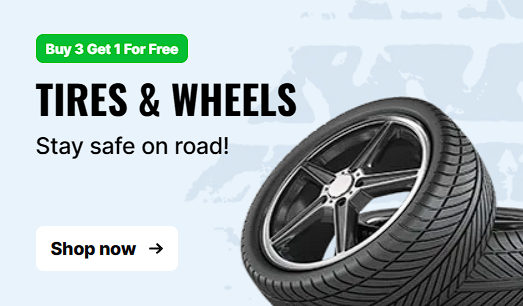 Buy 3 Get 1 For Free
TIRES & WHEELS
Stay safe on road!
Shop now →